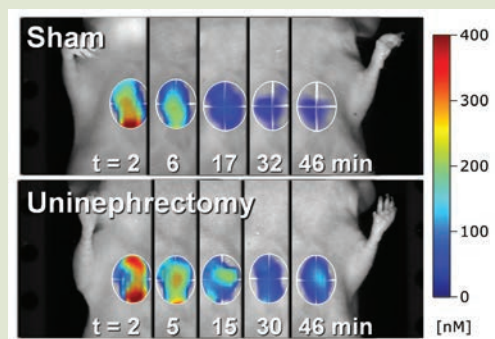 Sham
t = 2 6 17 32 46 min
Uninephrectomy
t = 2 5 15 30 46 min
400
300
200
100
0
[nM]